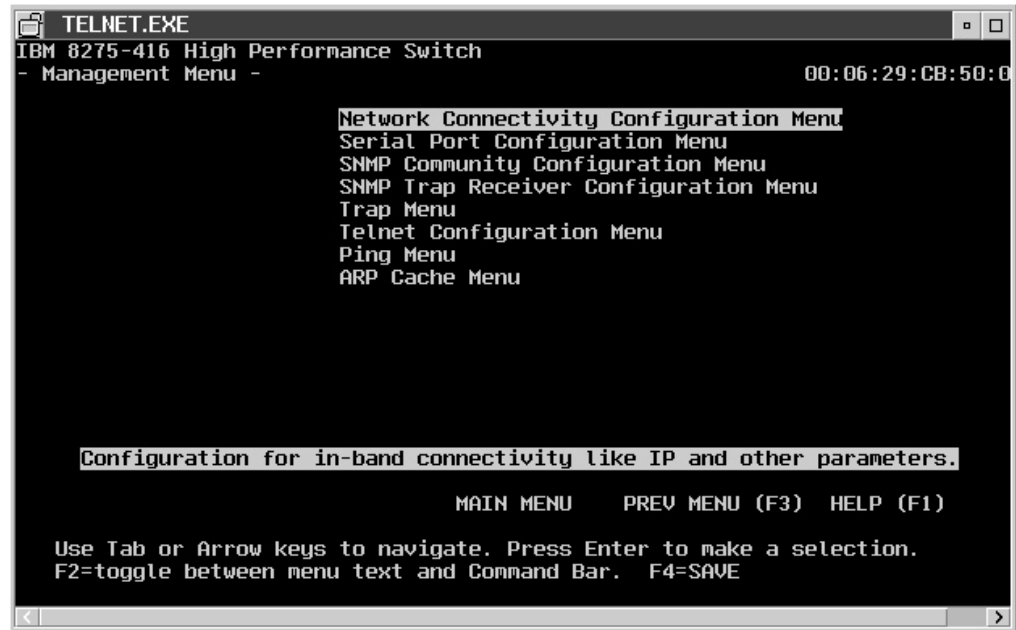 TELNET.EXE
IBM 8275-416 High Performance Switch
- Management Menu - 00:06:29:CB:50:0
Network Connectivity Configuration Menu
Serial Port Configuration Menu
SNMP Community Configuration Menu
SNMP Trap Receiver Configuration Menu
Trap Menu
Telnet Configuration Menu
Ping Menu
ARP Cache Menu
Configuration for in-band connectivity like IP and other parameters.
MAIN MENU PREV MENU (F3) HELP (F1)
Use Tab or Arrow keys to navigate. Press Enter to make a selection.
F2=toggle between menu text and Command Bar. F4=SAVE